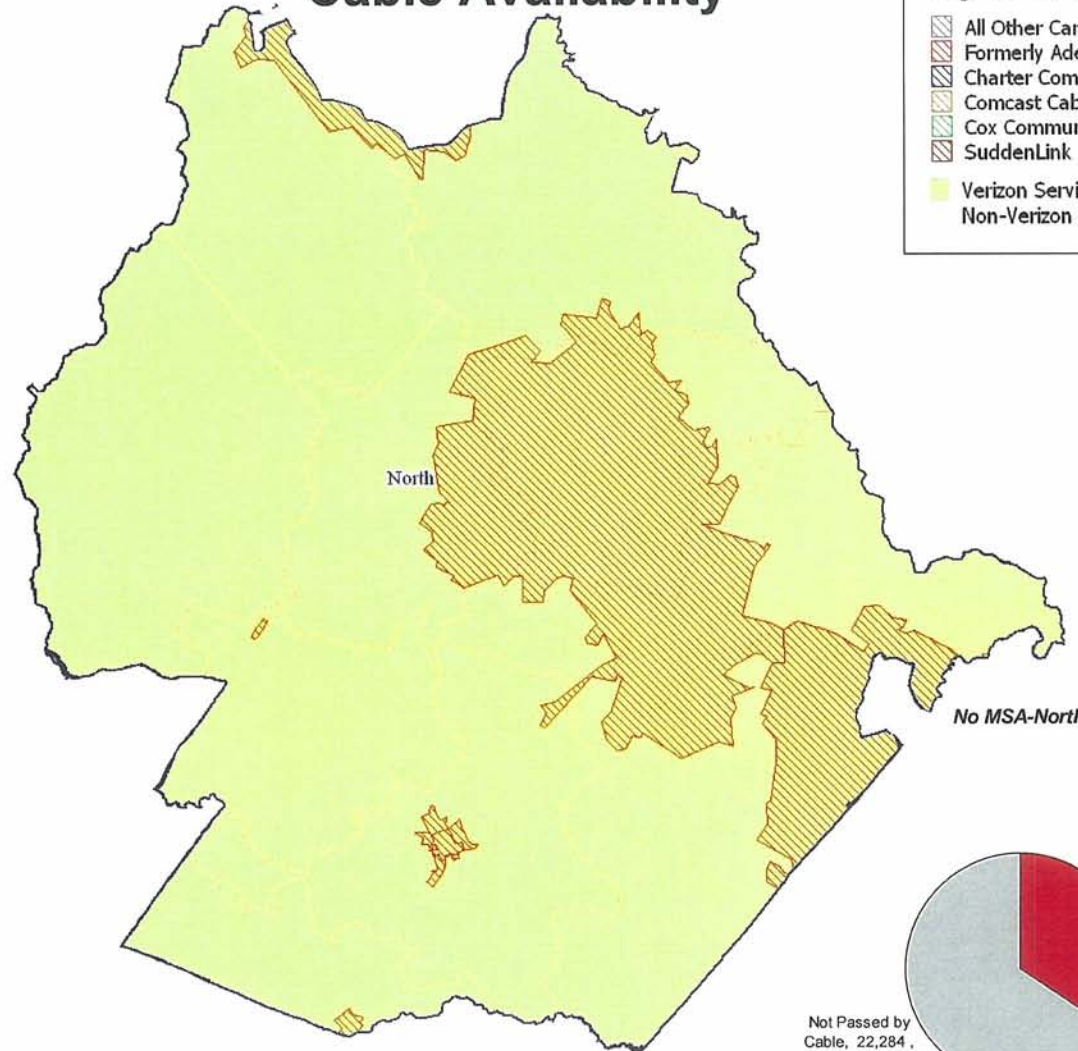 Cable Availability
All Other Car
Formerly Ade
Charter Com
Comcast Cab
Cox Commun
SuddenLink
Verizon Servi
Non-Verizon
North
No MSA-North
Not Passed by
Cable, 22,284 ,